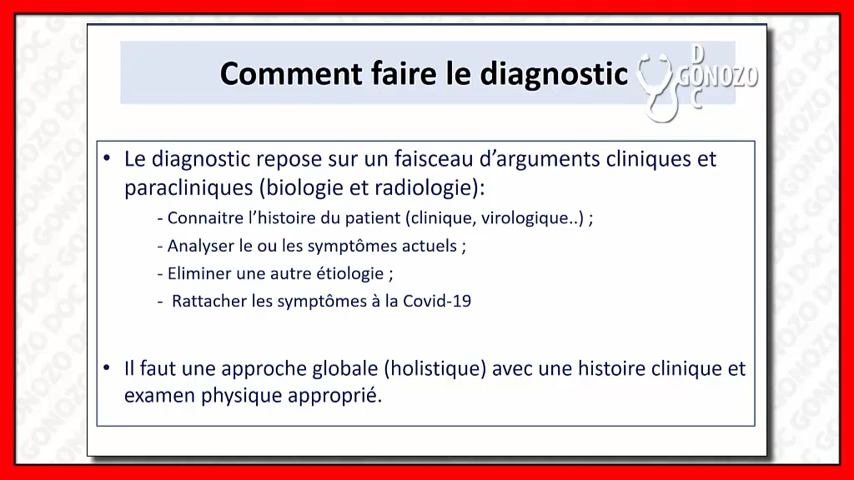 Comment faire le diagnostic
DOC GONOZO
• Le diagnostic repose sur un faisceau d'arguments cliniques et
paracliniques (biologie et radiologie):
- Connaitre l'histoire du patient (clinique, virologique..) ;
- Analyser le ou les symptômes actuels ;
- Eliminer une autre étiologie ;
- Rattacher les symptômes à la Covid-19
• Il faut une approche globale (holistique) avec une histoire clinique et
examen physique approprié.